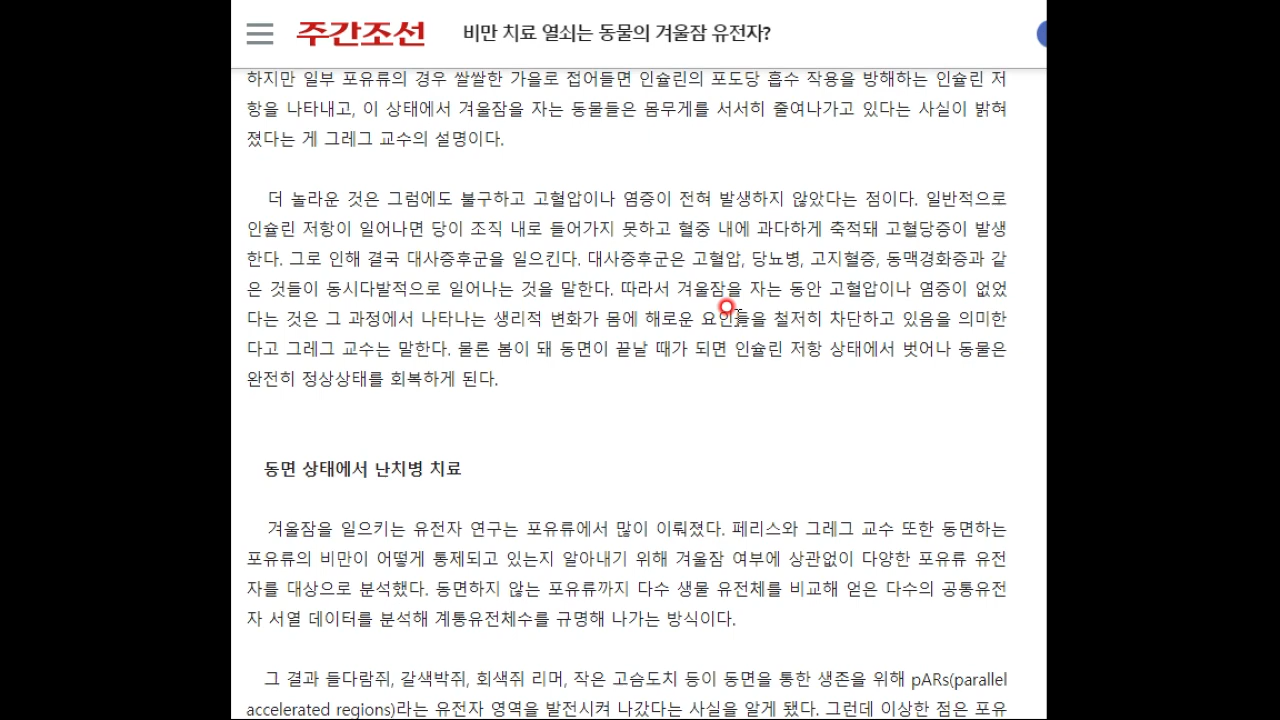 주간조선 비만 치료 열쇠는 동물의 겨울잠 유전자?
하지만 일부 포유류의 경우 쌀쌀한 가을로 접어들면 인슐린의 포도당 흡수 작용을 방해하는 인슐린 저
항을 나타내고, 이 상태에서 겨울잠을 자는 동물들은 몸무게를 서서히 줄여나가고 있다는 사실이 밝혀
졌다는 게 그레그 교수의 설명이다.
더 놀라운 것은 그럼에도 불구하고 고혈압이나 염증이 전혀 발생하지 않았다는 점이다. 일반적으로
인슐린 저항이 일어나면 당이 조직 내로 들어가지 못하고 혈중 내에 과다하게 축적돼 고혈당증이 발생
한다. 그로 인해 결국 대사증후군을 일으킨다. 대사증후군은 고혈압, 당뇨병, 고지혈증, 동맥경화증과 같
은 것들이 동시다발적으로 일어나는 것을 말한다. 따라서 겨울잠을 자는 동안 고혈압이나 염증이 없었
다는 것은 그 과정에서 나타나는 생리적 변화가 몸에 해로운 요인들을 철저히 차단하고 있음을 의미한
다고 그레그 교수는 말한다. 물론 봄이 돼 동면이 끝날 때가 되면 인슐린 저항 상태에서 벗어나 동물은
완전히 정상상태를 회복하게 된다.
동면 상태에서 난치병 치료
겨울잠을 일으키는 유전자 연구는 포유류에서 많이 이뤄졌다. 페리스와 그레그 교수 또한 동면하는
포유류의 비만이 어떻게 통제되고 있는지 알아내기 위해 겨울잠 여부에 상관없이 다양한 포유류 유전
자를 대상으로 분석했다. 동면하지 않는 포유류까지 다수 생물 유전체를 비교해 얻은 다수의 공통유전
자 서열 데이터를 분석해 계통유전체수를 규명해 나가는 방식이다.
그 결과 들다람쥐, 갈색박쥐, 회색쥐 리머, 작은 고슴도치 등이 동면을 통한 생존을 위해 pARs(parallel
accelerated regions)라는 유전자 영역을 발전시켜 나갔다는 사실을 알게 됐다. 그런데 이상한 점은 포유